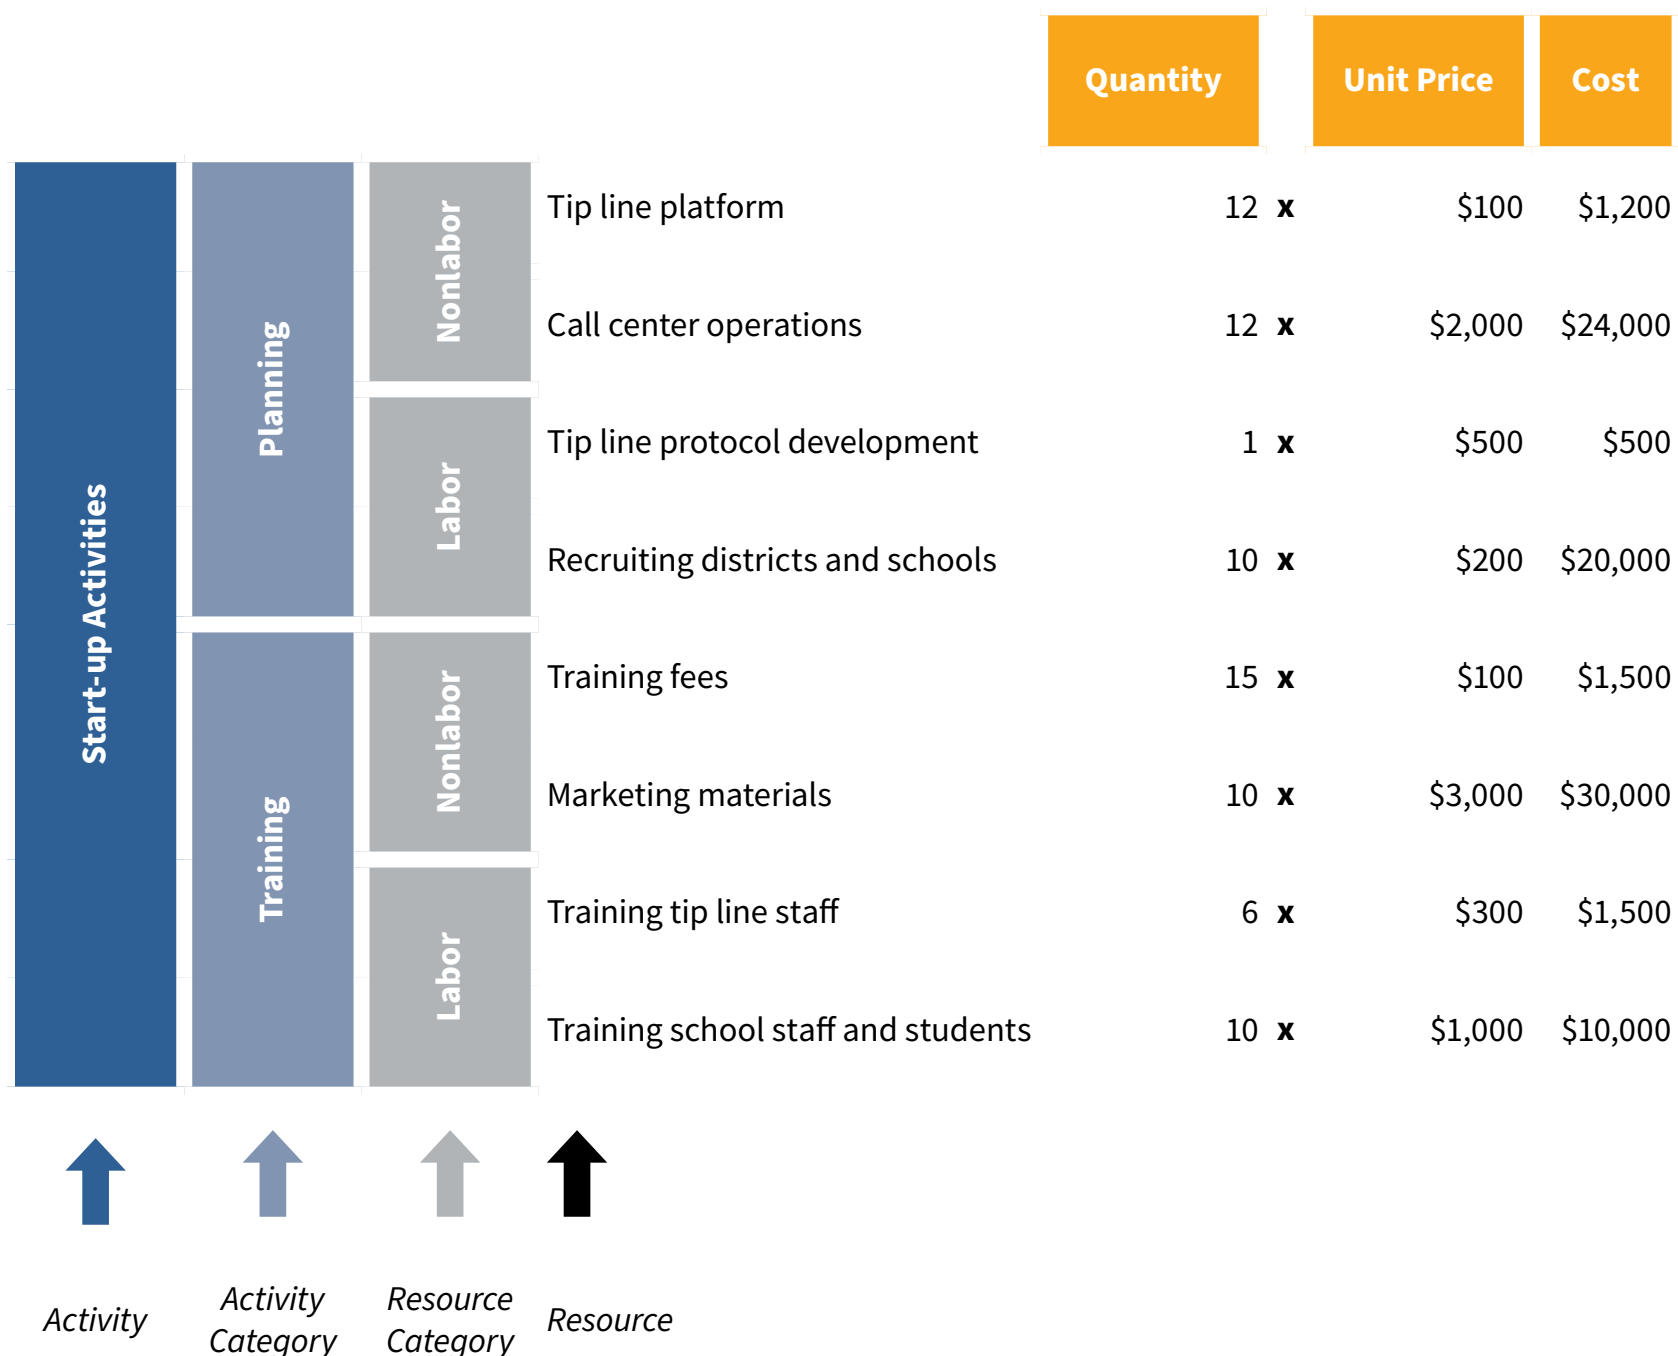 Quantity Unit Price Cost
Start-up Activities
Planning
Nonlabor
Tip line platform 12 x $100 $1,200
Call center operations 12 x $2,000 $24,000
Labor
Tip line protocol development 1 x $500 $500
Recruiting districts and schools 10 x $200 $20,000
Training
Nonlabor
Training fees 15 x $100 $1,500
Marketing materials 10 x $3,000 $30,000
Labor
Training tip line staff 6 x $300 $1,500
Training school staff and students 10 x $1,000 $10,000
Activity
Activity
Category
Resource
Category
Resource